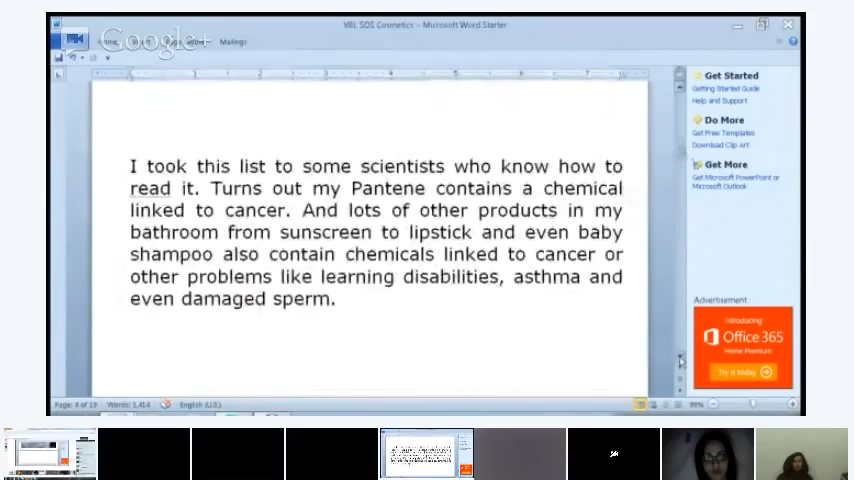 VBL SOS Cosmetics - Microsoft Word Starter
Google+
Mailings
I took this list to some scientists who know how to
read it. Turns out my Pantene contains a chemical
linked to cancer. And lots of other products in my
bathroom from sunscreen to lipstick and even baby
shampoo also contain chemicals linked to cancer or
other problems like learning disabilities, asthma and
even damaged sperm.
Get Started
Getting Started Guide
Help and Support
Do More
Get Free Templates
Download Clip Art
Get More
Get Microsoft PowerPoint or
Microsoft Outlook
Advertisement
Introducing
Office 365
Home Premium
Try it today
Page: 4 of 19
Words: 1,414
English (U.S.)
99%